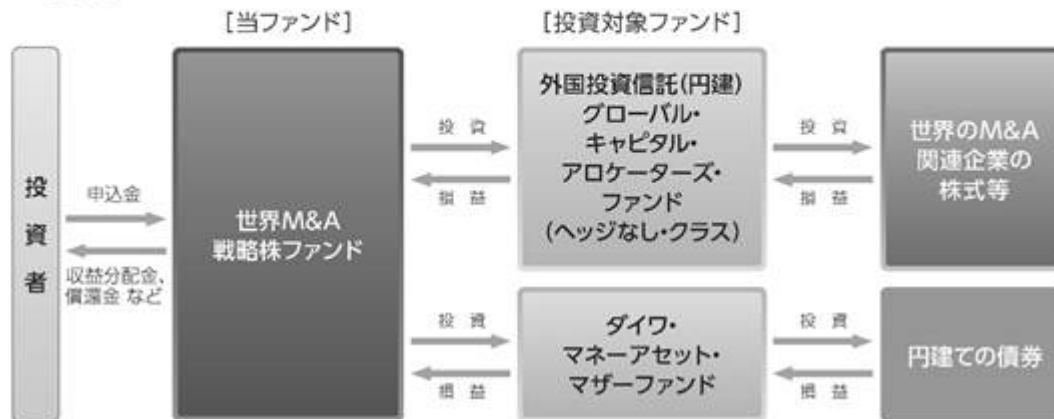 [当ファンド]
[投資対象ファンド]
投資者
申込金
収益分配金、
償還金 など
世界M&A
戦略株ファンド
投 資
損 益
外国投資信託(円建)
グローバル・
キャピタル・
アロケーターズ・
ファンド
(ヘッジなし・クラス)
投 資
損 益
世界のM&A
関連企業の
株式等
投 資
損 益
ダイワ・
マネーアセット・
マザーファンド
投 資
損 益
円建ての債券